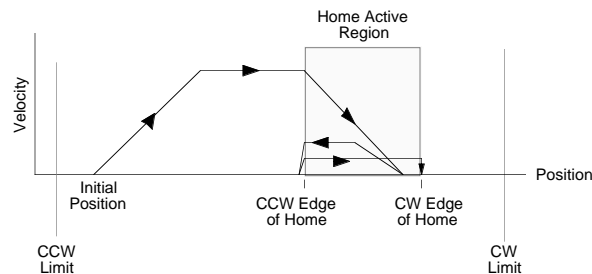 Home Active
Region
Velocity
Position
Initial
Position
CCW Edge
of Home
CW Edge
of Home
CCW
Limit
CW
Limit